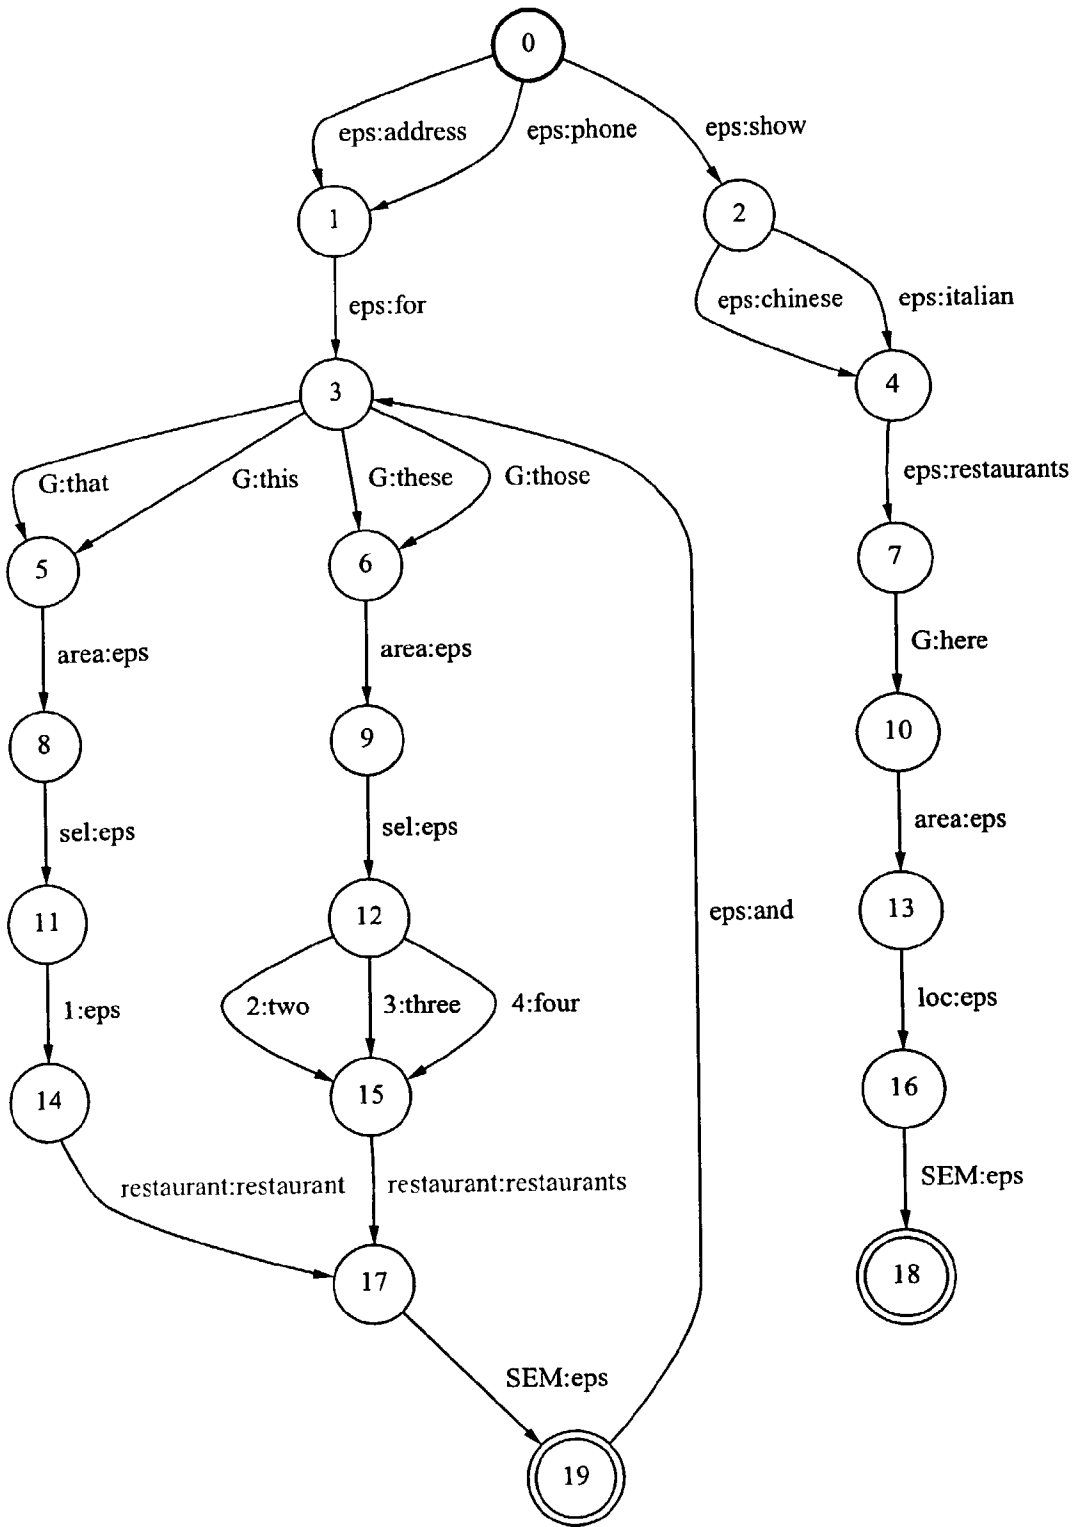 0
eps:address
eps:phone
eps:show
1
2
eps:for
eps:chinese
eps:italian
3
4
G:that
G:this
G:these
G:those
eps:restaurants
5
6
7
area:eps
area:eps
G:here
8
9
10
sel:eps
sel:eps
area:eps
11
12
eps:and
13
1:eps
2:two
3:three
4:four
loc:eps
14
15
16
restaurant:restaurant
restaurant:restaurants
SEM:eps
17
18
SEM:eps
19